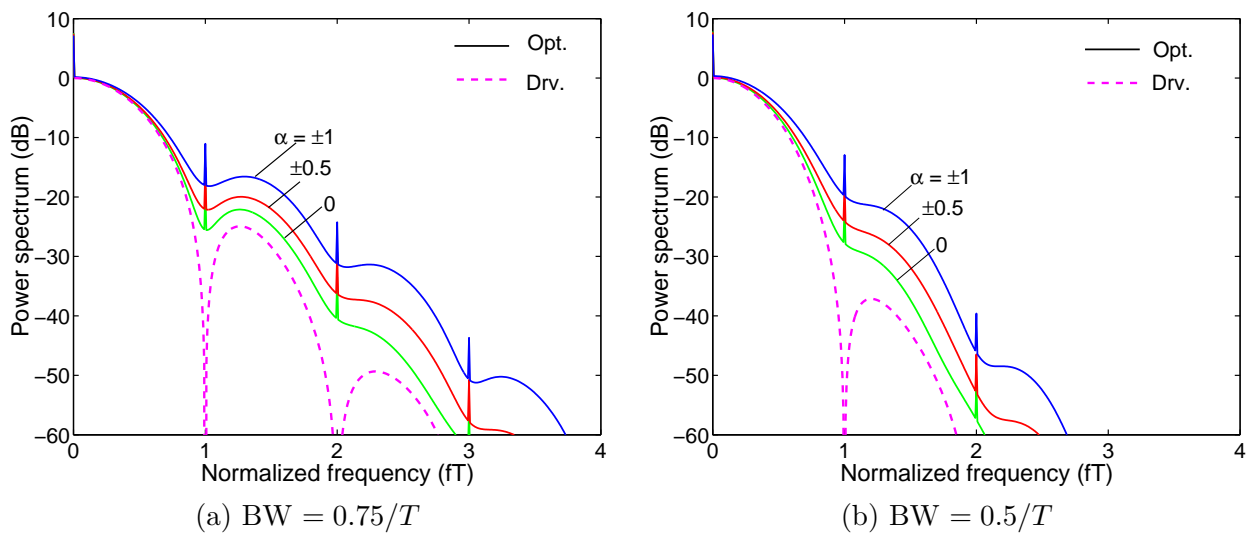 10
0
−10
−20
−30
−40
−50
−60
0
1
2
3
4
Power spectrum (dB)
Normalized frequency (fT)
Opt.
Drv.
α = ±1
±0.5
0
(a) BW = 0.75/T
10
0
−10
−20
−30
−40
−50
−60
0
1
2
3
4
Power spectrum (dB)
Normalized frequency (fT)
Opt.
Drv.
α = ±1
±0.5
0
(b) BW = 0.5/T